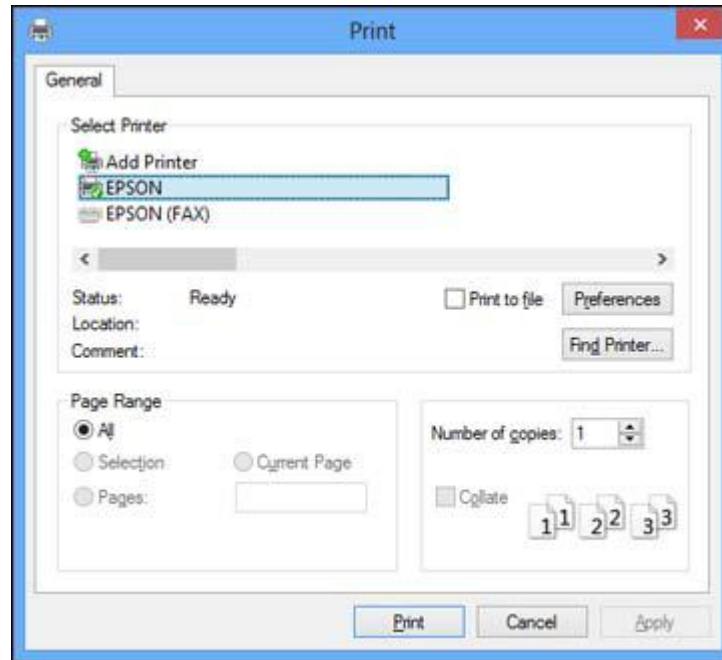 Print
General
Select Printer
Add Printer
EPSON
EPSON (FAX)
Status: Ready
Print to file
Preferences
Location:
Comment:
Find Printer...
Page Range
All
Selection
Current Page
Pages:
Number of copies: 1
Collate
1 1 2 2 3 3
Print
Cancel
Apply